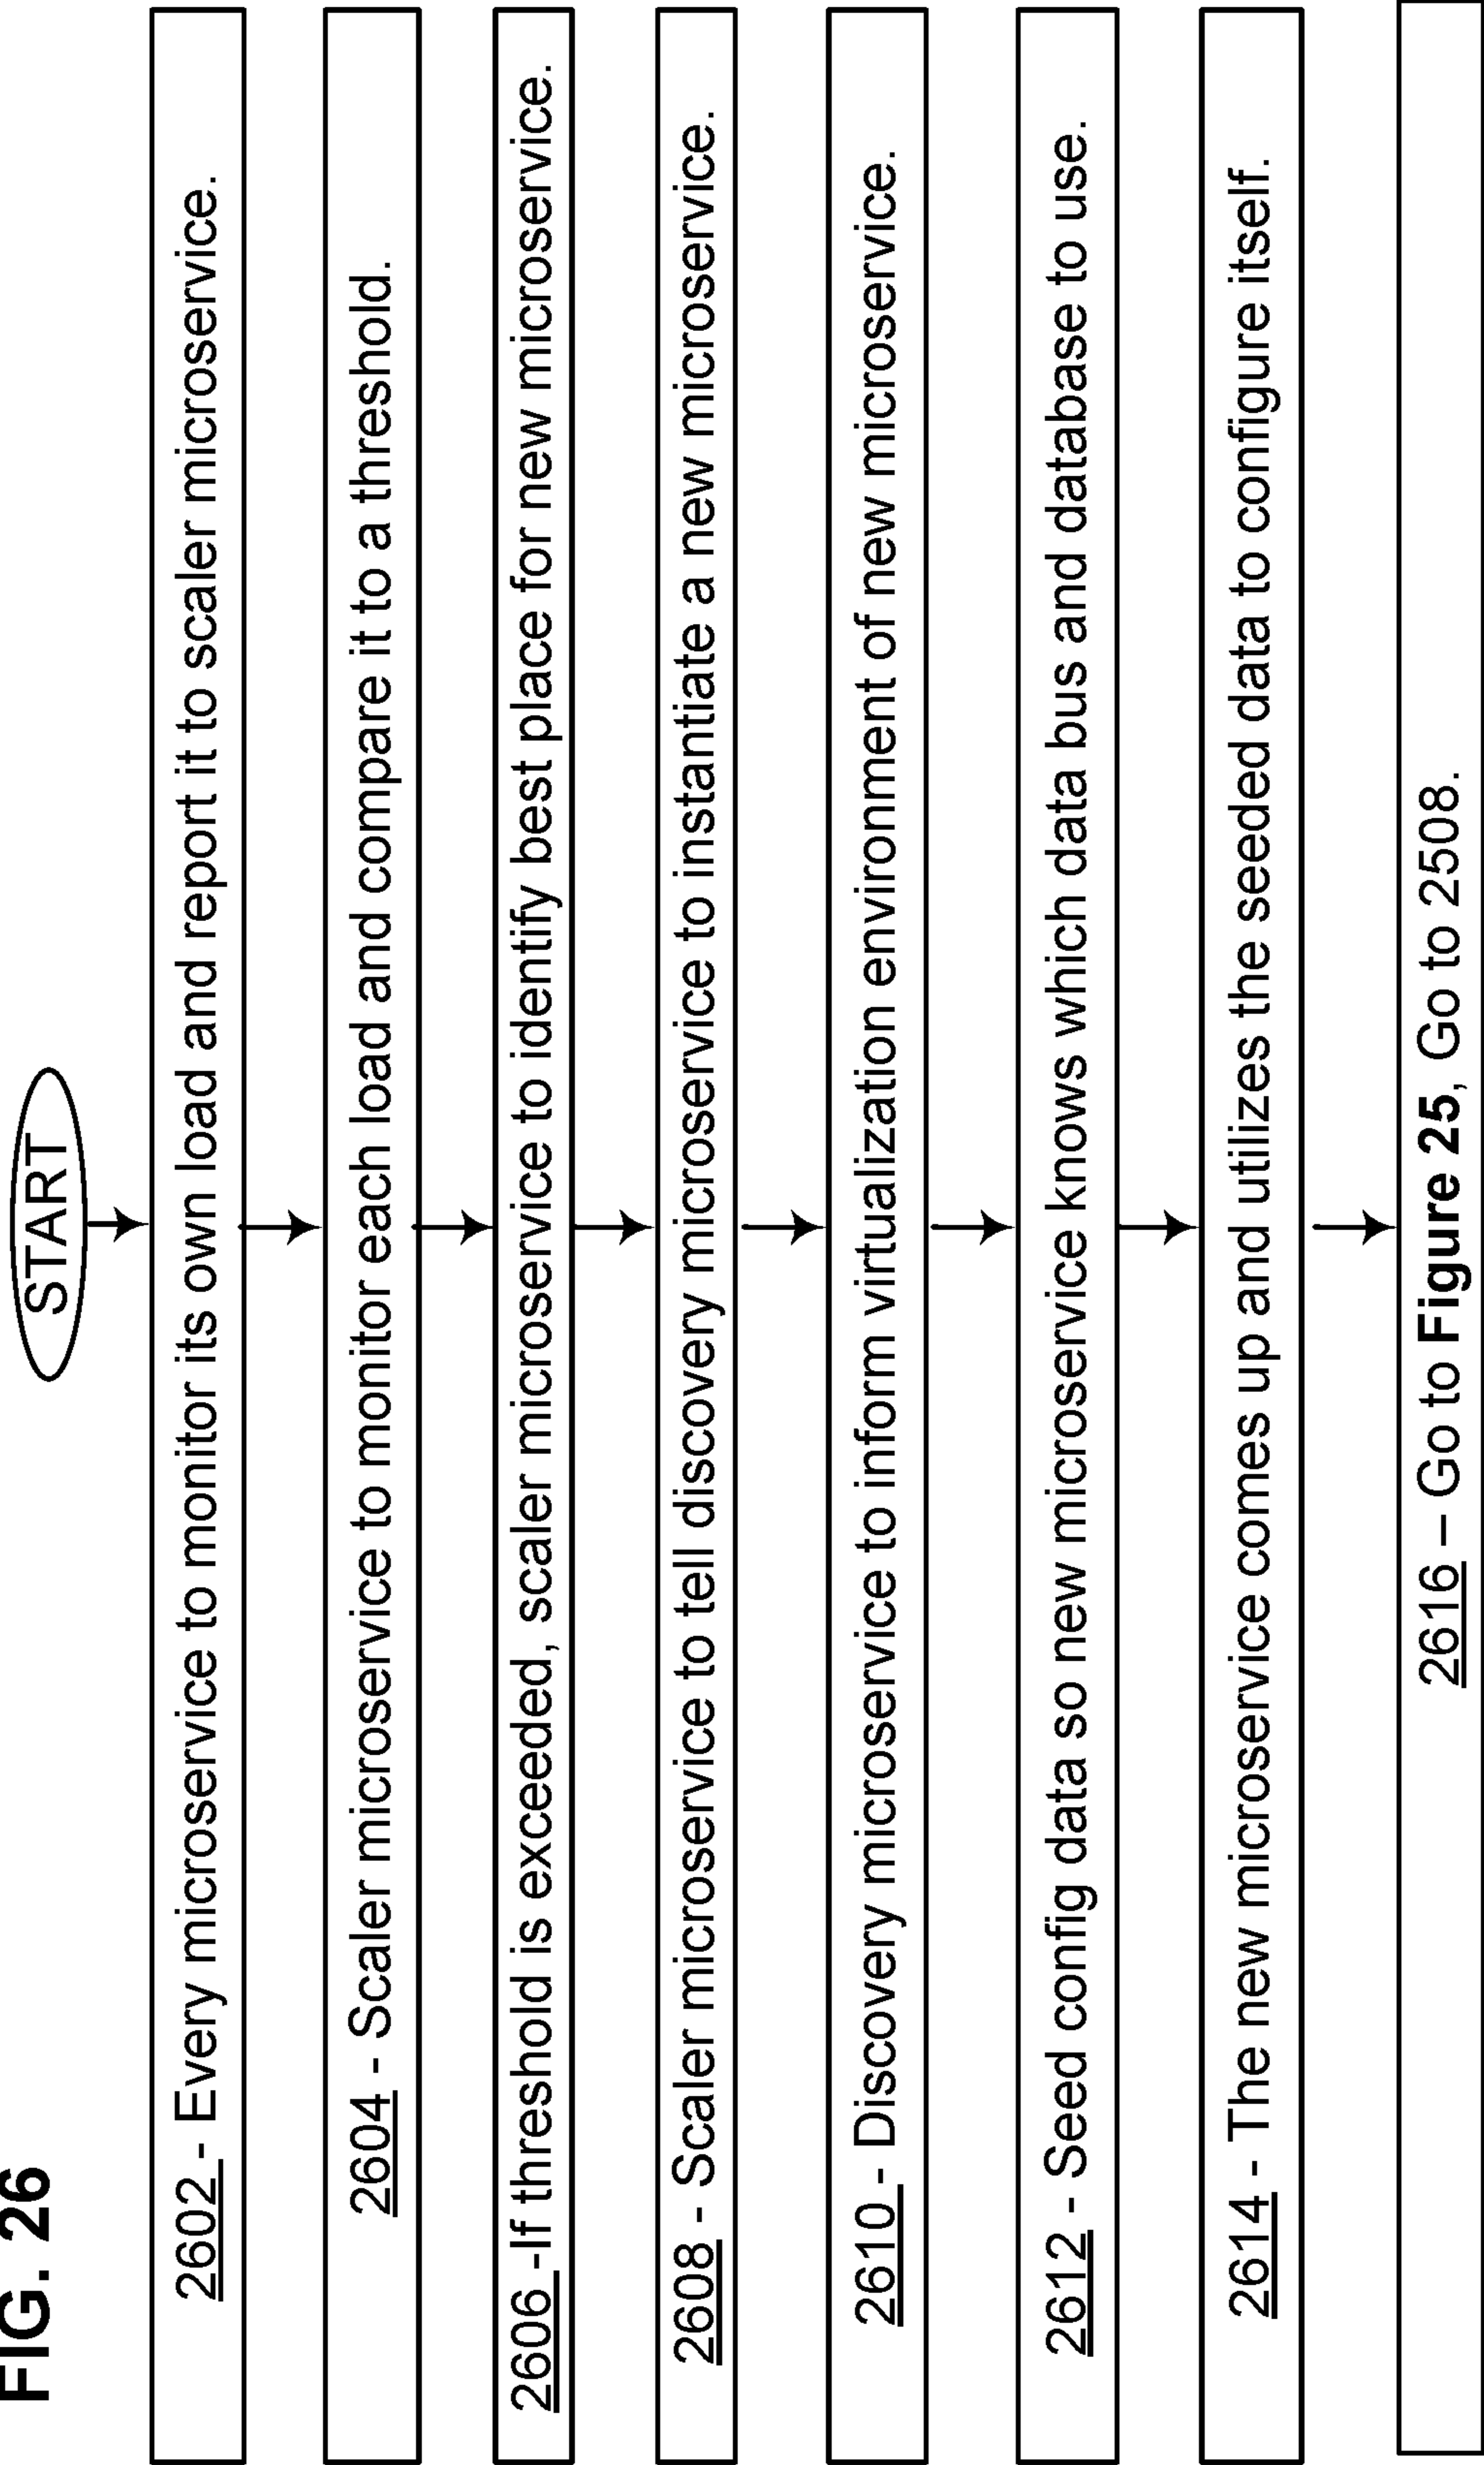 FIG. 26
START
2602 - Every microservice to monitor its own load and report it to scaler microservice.
2604 - Scaler microservice to monitor each load and compare it to a threshold.
2606 -If threshold is exceeded, scaler microservice to identify best place for new microservice.
2608 - Scaler microservice to tell discovery microservice to instantiate a new microservice.
2610 - Discovery microservice to inform virtualization environment of new microservice.
2612 - Seed config data so new microservice knows which data bus and database to use.
2614 - The new microservice comes up and utilizes the seeded data to configure itself.
2616 – Go to Figure 25, Go to 2508.